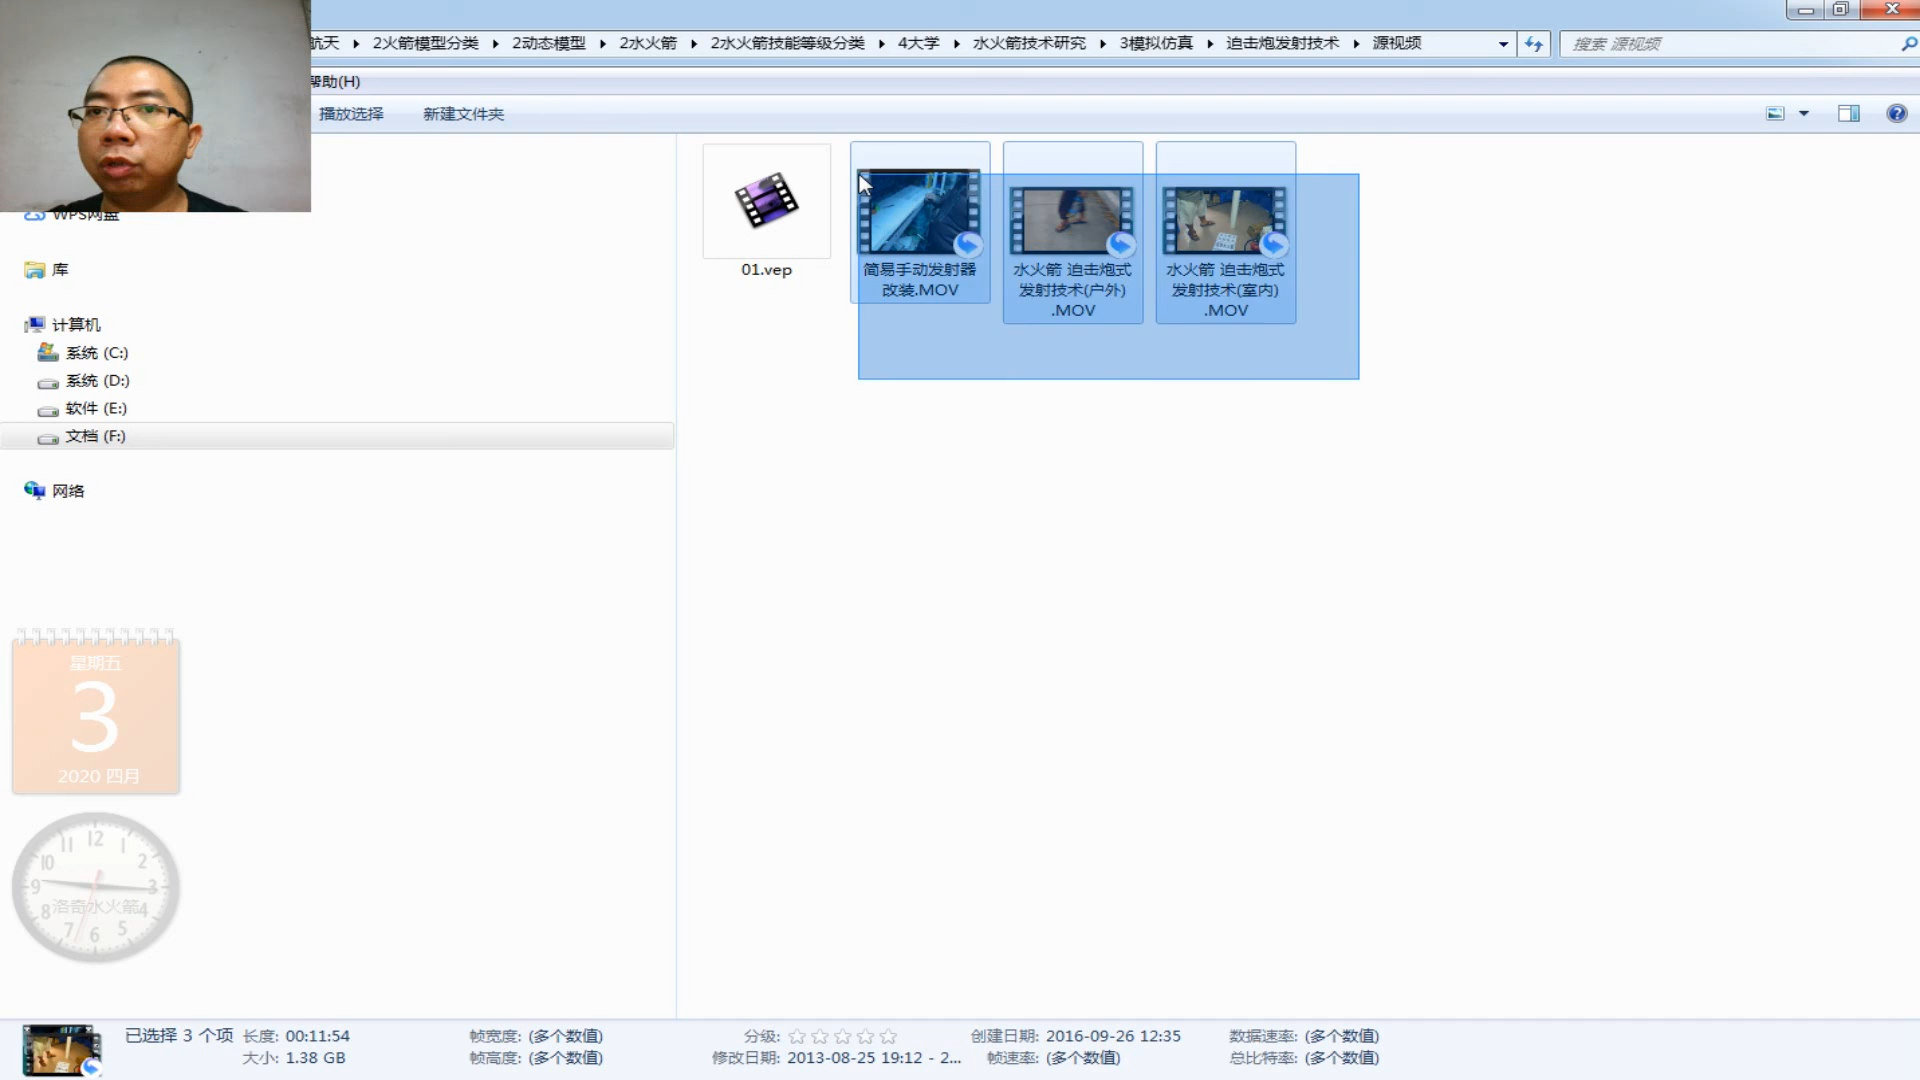 航天 ▸ 2火箭模型分类 ▸ 2动态模型 ▸ 2水火箭 ▸ 2水火箭技能等级分类 ▸ 4大学 ▸ 水火箭技术研究 ▸ 3模拟仿真 ▸ 迫击炮发射技术 ▸ 源视频
搜索 源视频
帮助(H)
播放选择 新建文件夹
WPS网盘
库
计算机
系统 (C:)
系统 (D:)
软件 (E:)
文档 (F:)
网络
01.vep
简易手动发射器
改装.MOV
水火箭 迫击炮式
发射技术(户外)
.MOV
水火箭 迫击炮式
发射技术(室内)
.MOV
星期五
3
2020 四月
12
1
2
3
4
5
6
7
8
9
10
11
洛奇水火箭
已选择 3 个项 长度: 00:11:54 帧宽度: (多个数值) 分级: 创建日期: 2016-09-26 12:35 数据速率: (多个数值)
大小: 1.38 GB 帧高度: (多个数值) 修改日期: 2013-08-25 19:12 - 2... 帧速率: (多个数值) 总比特率: (多个数值)